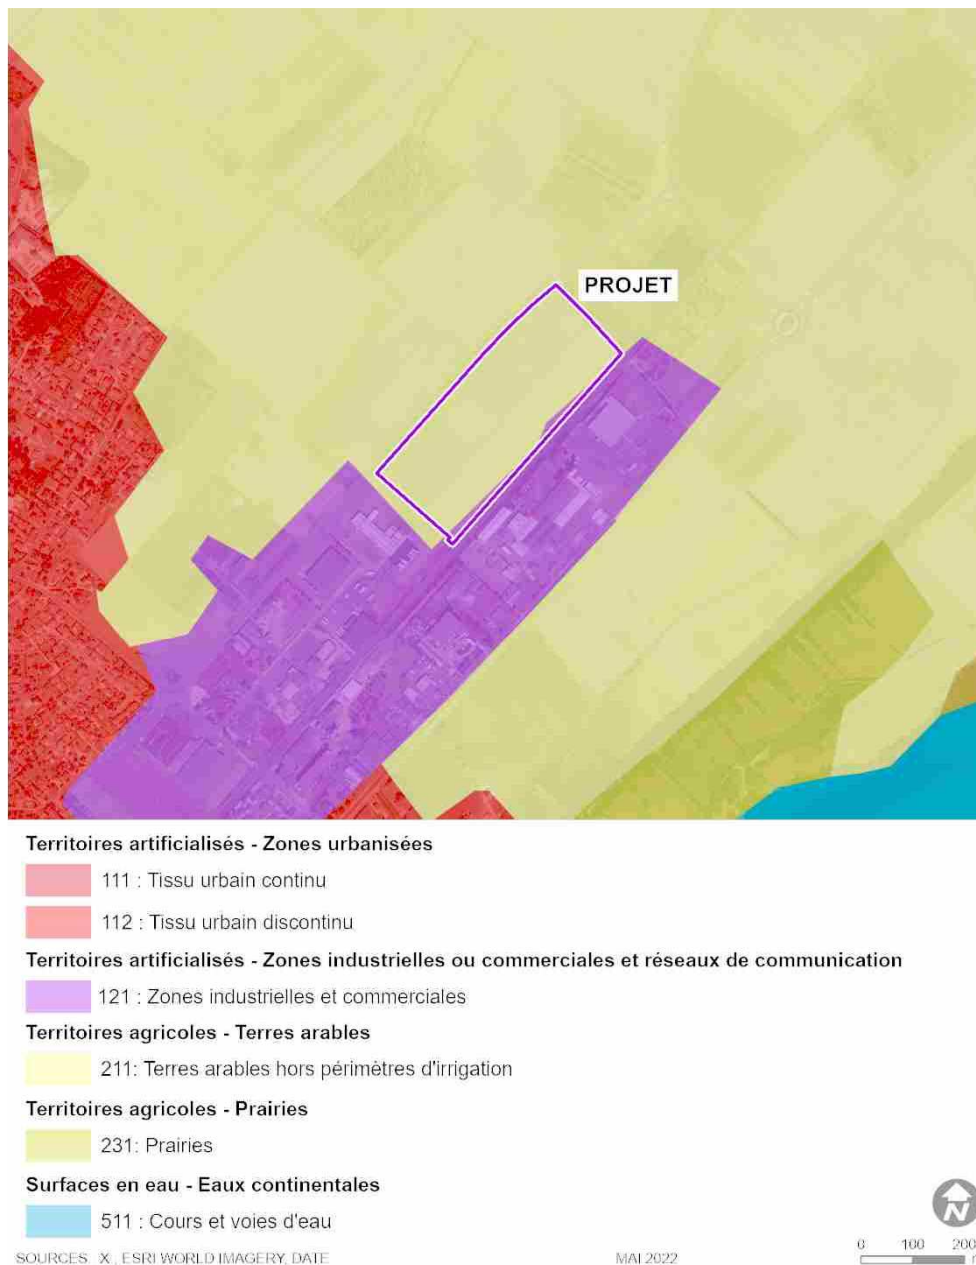 PROJET
Territoires artificialisés - Zones urbanisées
111 : Tissu urbain continu
112 : Tissu urbain discontinu
Territoires artificialisés - Zones industrielles ou commerciales et réseaux de communication
121 : Zones industrielles et commerciales
Territoires agricoles - Terres arables
211: Terres arables hors périmètres d'irrigation
Territoires agricoles - Prairies
231: Prairies
Surfaces en eau - Eaux continentales
511 : Cours et voies d'eau
N
0 100 200
SOURCES X , ESRI WORLD IMAGERY, DATE MAI 2022